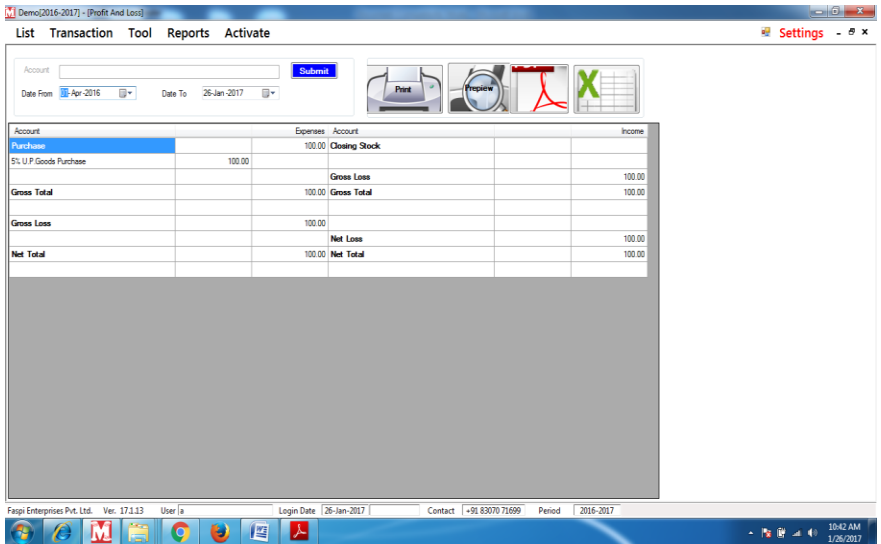 Demo[2016-2017] - [Profit And Loss]
List Transaction Tool Reports Activate Settings
Account Submit
Date From 01-Apr-2016 Date To 26-Jan-2017
Print Prepiew
Account Expenses Account Income
Purchase 100.00 Closing Stock
5% U.P.Goods Purchase 100.00
Gross Loss 100.00
Gross Total 100.00 Gross Total 100.00
Gross Loss 100.00
Net Loss 100.00
Net Total 100.00 Net Total 100.00
Faspi Enterprises Pvt. Ltd. Ver. 17.1.13 User a Login Date 26-Jan-2017 Contact +91 83070 71699 Period 2016-2017
10:42 AM
1/26/2017